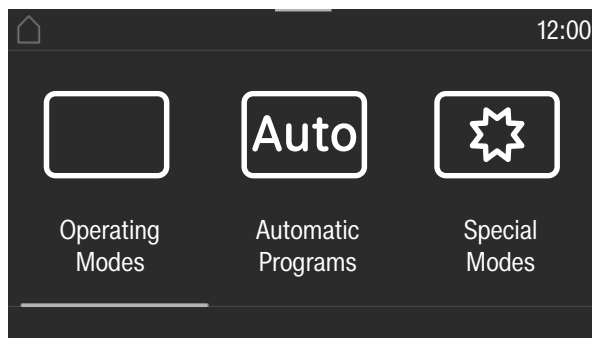 12:00
Auto
Operating
Modes
Automatic
Programs
Special
Modes